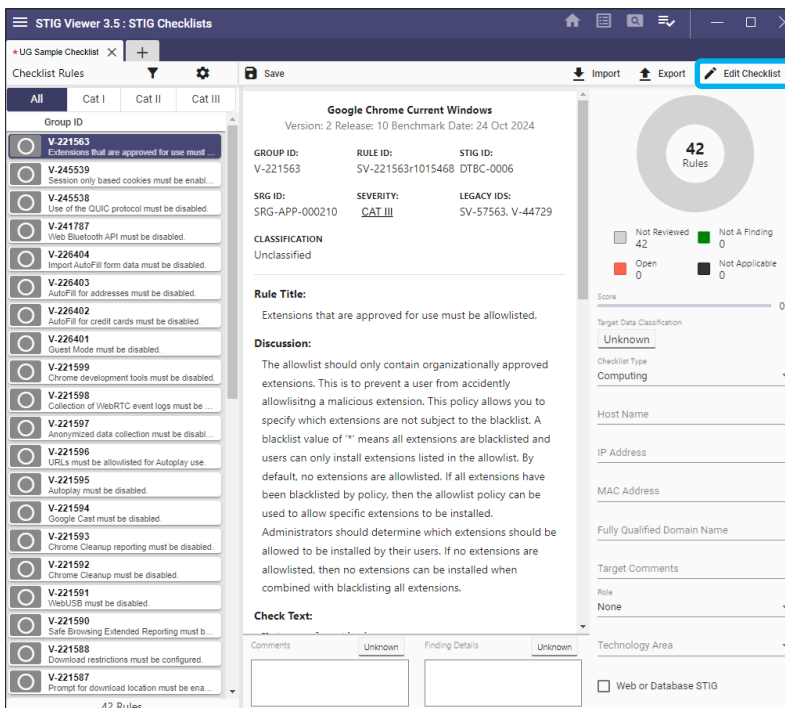 STIG Viewer 3.5 : STIG Checklists
* UG Sample Checklist
Checklist Rules
Save
Import
Export
Edit Checklist
All
Cat I
Cat II
Cat III
Group ID
V-221563
Extensions that are approved for use must ...
V-245539
Session only based cookies must be enabl...
V-245538
Use of the QUIC protocol must be disabled.
V-241787
Web Bluetooth API must be disabled.
V-226404
Import AutoFill form data must be disabled.
V-226403
AutoFill for addresses must be disabled.
V-226402
AutoFill for credit cards must be disabled.
V-226401
Guest Mode must be disabled.
V-221599
Chrome development tools must be disabled.
V-221598
Collection of WebRTC event logs must be ...
V-221597
Anonymized data collection must be disabl...
V-221596
URLs must be allowlisted for Autoplay use.
V-221595
Autoplay must be disabled.
V-221594
Google Cast must be disabled.
V-221593
Chrome Cleanup reporting must be disabled.
V-221592
Chrome Cleanup must be disabled.
V-221591
WebUSB must be disabled.
V-221590
Safe Browsing Extended Reporting must b...
V-221588
Download restrictions must be configured.
V-221587
Prompt for download location must be ena...
42 Rules
Google Chrome Current Windows
Version: 2 Release: 10 Benchmark Date: 24 Oct 2024
GROUP ID:
RULE ID:
STIG ID:
V-221563
SV-221563r1015468
DTBC-0006
SRG ID:
SEVERITY:
LEGACY IDS:
SRG-APP-000210
CAT III
SV-57563, V-44729
CLASSIFICATION
Unclassified
Rule Title:
Extensions that are approved for use must be allowlisted.
Discussion:
The allowlist should only contain organizationally approved
extensions. This is to prevent a user from accidently
allowlisitng a malicious extension. This policy allows you to
specify which extensions are not subject to the blacklist. A
blacklist value of '*' means all extensions are blacklisted and
users can only install extensions listed in the allowlist. By
default, no extensions are allowlisted. If all extensions have
been blacklisted by policy, then the allowlist policy can be
used to allow specific extensions to be installed.
Administrators should determine which extensions should be
allowed to be installed by their users. If no extensions are
allowlisted, then no extensions can be installed when
combined with blacklisting all extensions.
Check Text:
Comments
Unknown
Finding Details
Unknown
42
Rules
Not Reviewed
42
Not A Finding
0
Open
0
Not Applicable
0
Score
0
Target Data Classification
Unknown
Checklist Type
Computing
Host Name
IP Address
MAC Address
Fully Qualified Domain Name
Target Comments
Role
None
Technology Area
Web or Database STIG